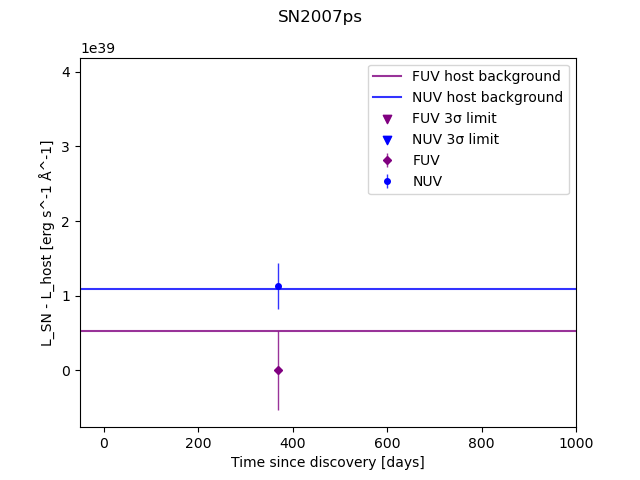 SN2007ps
1e39
4
3
2
1
0
L_SN - L_host [erg s^-1 Å^-1]
FUV host background
NUV host background
FUV 3σ limit
NUV 3σ limit
FUV
NUV
0 200 400 600 800 1000
Time since discovery [days]